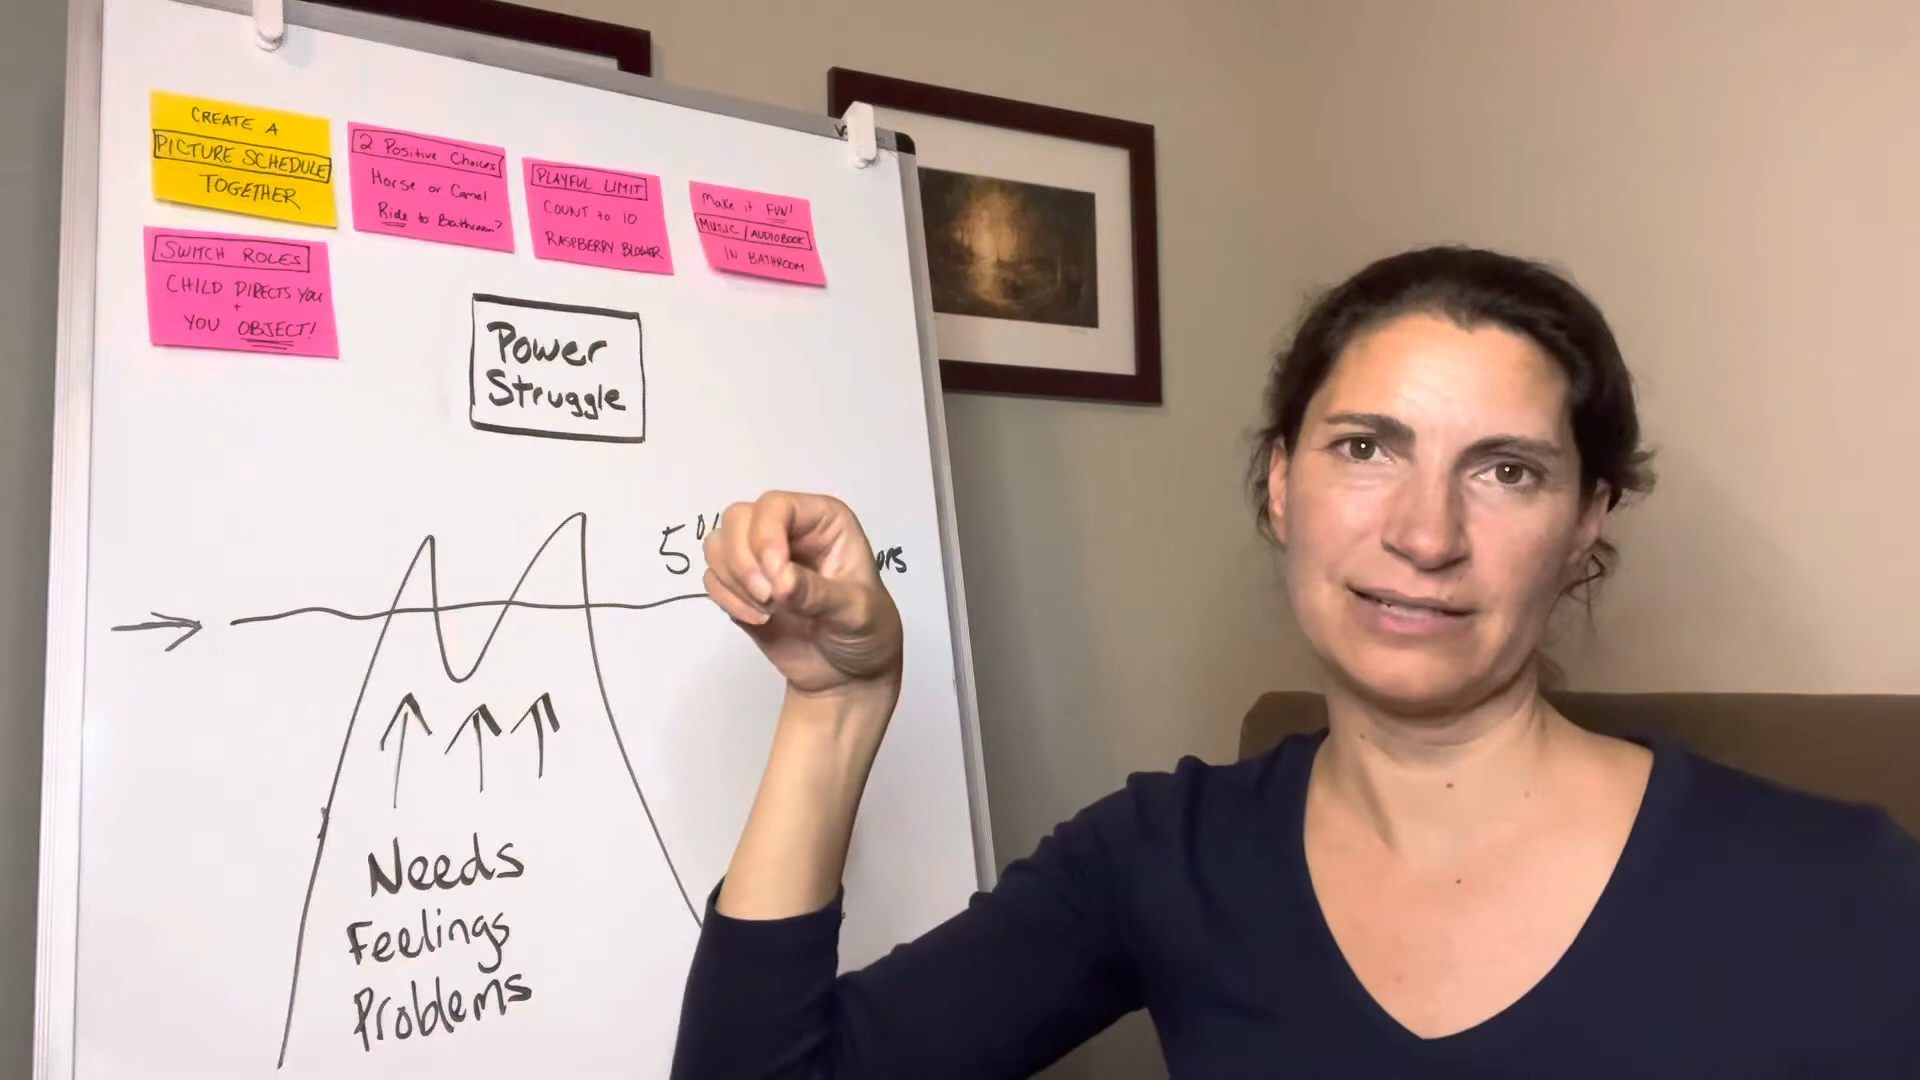 CREATE A
PICTURE SCHEDULE
TOGETHER
2 Positive Choices
Horse or Camel
Ride to Bathroom?
PLAYFUL LIMIT
COUNT to 10
RASPBERRY BLOWER
Make it FUN!
MUSIC / AUDIOBOOK
IN BATHROOM
SWITCH ROLES
CHILD DIRECTS YOU
+
YOU OBJECT!
Power
Struggle
5%
Needs
Feelings
Problems